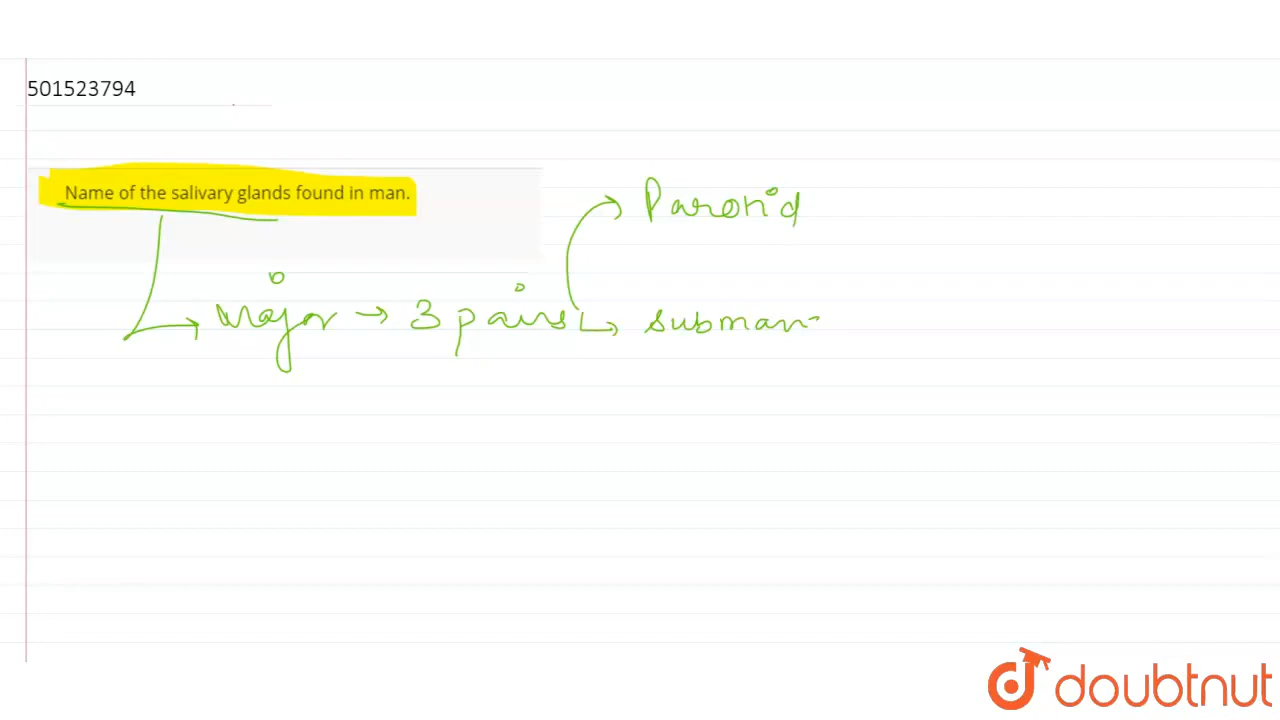 501523794
Name of the salivary glands found in man.
Parotid
major → 3 pairs → subman
doubtnut